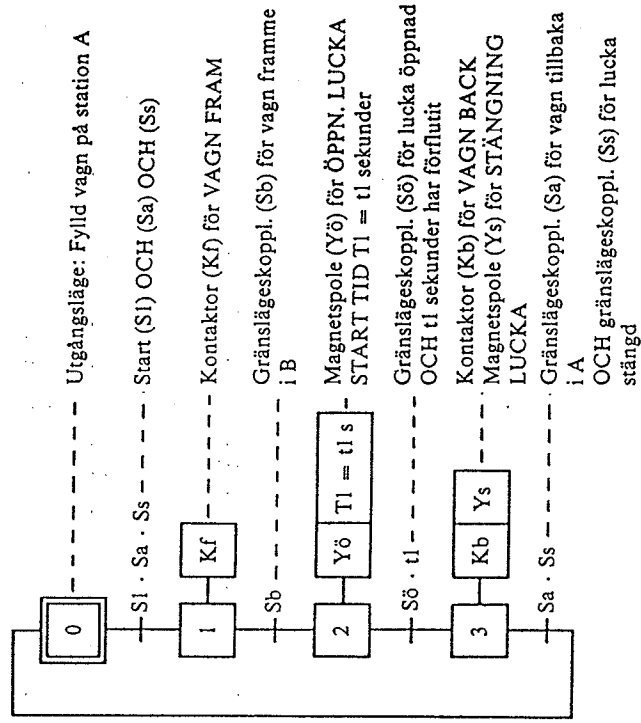 0
Utgångsläge: Fylld vagn på station A
S1 · Sa · Ss
Start (S1) OCH (Sa) OCH (Ss)
1
Kf
Kontaktor (Kf) för VAGN FRAM
Sb
Gränslägeskoppl. (Sb) för vagn framme
i B
2
Yö
T1 = t1 s
Magnetspole (Yö) för ÖPPN. LUCKA
START TID T1 = t1 sekunder
Sö · t1
Gränslägeskoppl. (Sö) för lucka öppnad
OCH t1 sekunder har förflutit
3
Kb
Ys
Kontaktor (Kb) för VAGN BACK
Magnetspole (Ys) för STÄNGNING
LUCKA
Sa · Ss
Gränslägeskoppl. (Sa) för vagn tillbaka
i A
OCH gränslägeskoppl. (Ss) för lucka
stängd